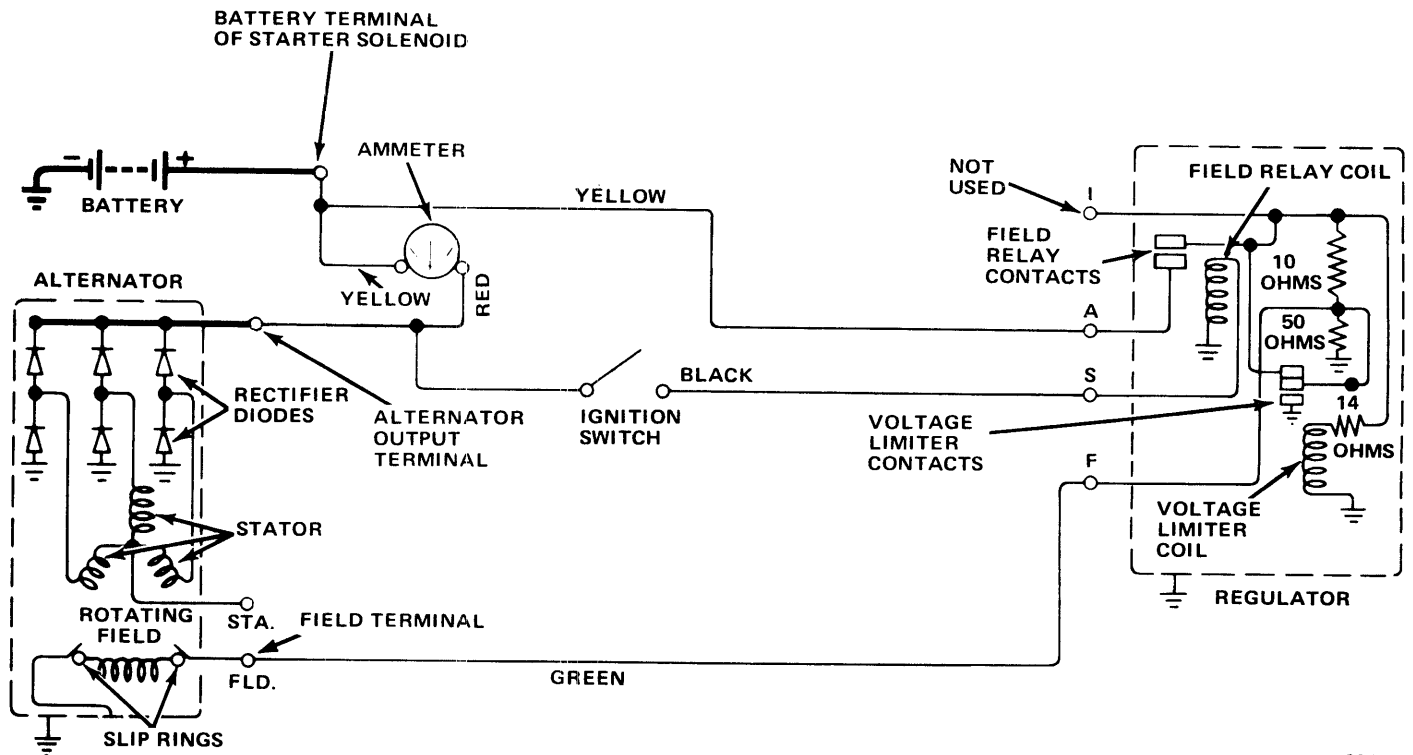 BATTERY TERMINAL
OF STARTER SOLENOID
AMMETER
−
+
BATTERY
YELLOW
NOT
USED
I
FIELD RELAY COIL
FIELD
RELAY
CONTACTS
10
OHMS
YELLOW
RED
ALTERNATOR
A
50
OHMS
RECTIFIER
DIODES
ALTERNATOR
OUTPUT
TERMINAL
IGNITION
SWITCH
BLACK
S
VOLTAGE
LIMITER
CONTACTS
14
OHMS
F
VOLTAGE
LIMITER
COIL
STATOR
ROTATING
FIELD
STA.
FIELD TERMINAL
FLD.
GREEN
REGULATOR
SLIP RINGS